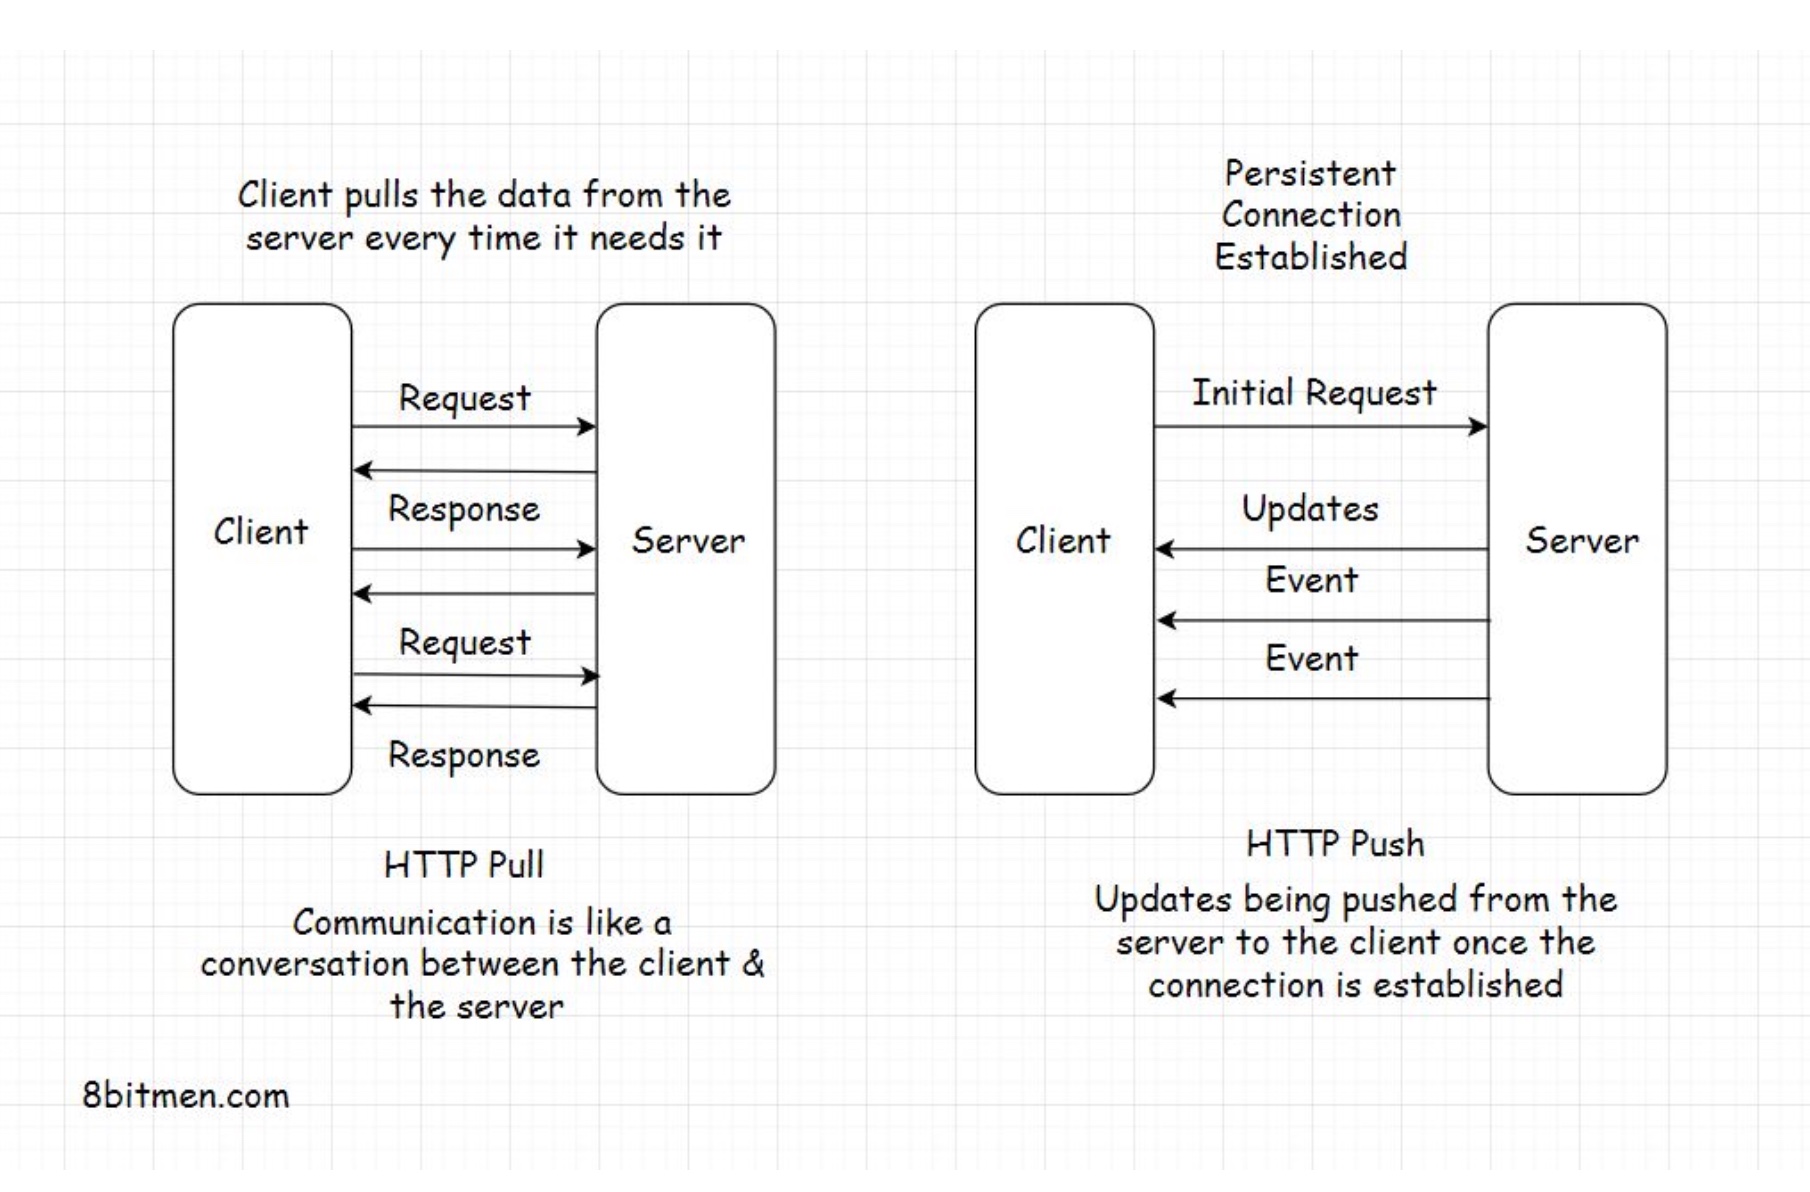 Client pulls the data from the
server every time it needs it
Client
Request
Response
Request
Response
Server
HTTP Pull
Communication is like a
conversation between the client &
the server
Persistent
Connection
Established
Client
Initial Request
Updates
Event
Event
Server
HTTP Push
Updates being pushed from the
server to the client once the
connection is established
8bitmen.com